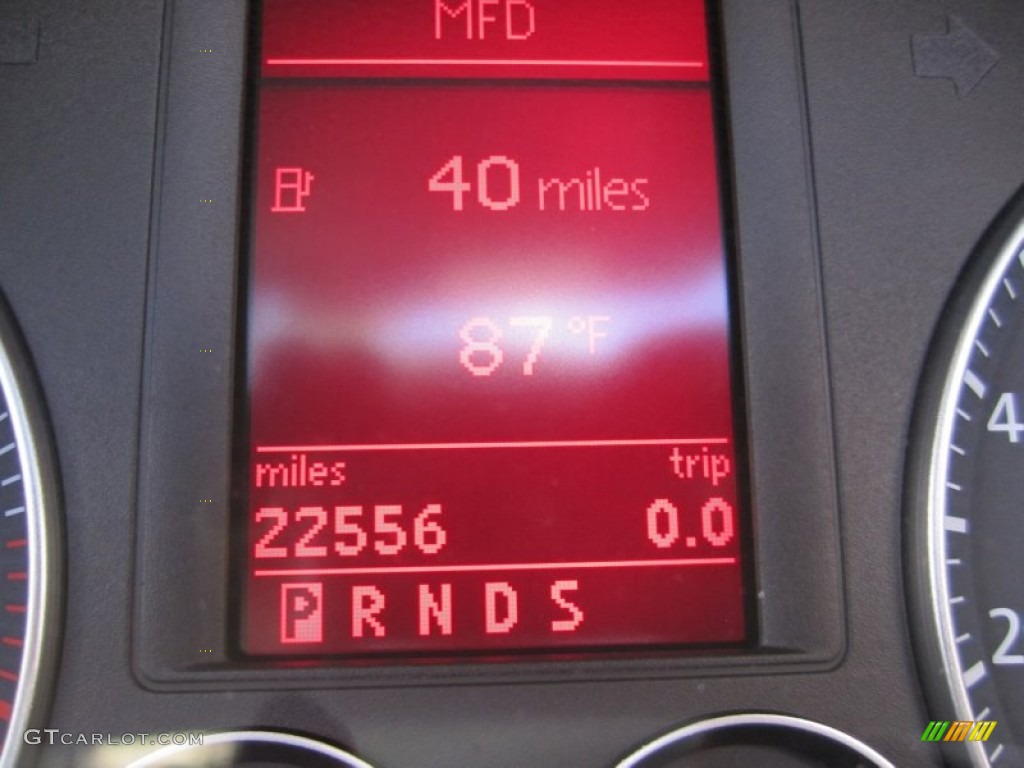 MFD
40 miles
87 °F
miles trip
22556 0.0
P R N D S
4
2
GTCARLOT.COM